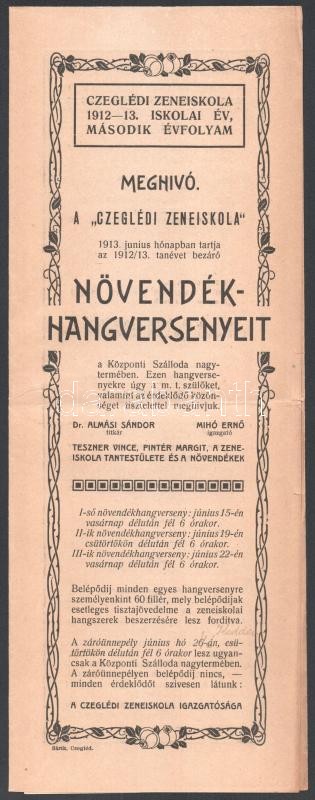 CZEGLÉDI ZENEISKOLA
1912—13. ISKOLAI ÉV,
MÁSODIK ÉVFOLYAM
MEGHIVÓ.
A „CZEGLÉDI ZENEISKOLA“
1913. junius hónapban tartja
az 1912/13. tanévet bezáró
NÖVENDÉK-
HANGVERSENYEIT
a Központi Szálloda nagy-
termében. Ezen hangverse-
nyekre úgy a m. t. szülőket,
valamint az érdeklődő közön-
séget tisztelettel meghivjuk.
Dr. ALMÁSI SÁNDOR MIHÓ ERNŐ
titkár igazgató
TESZNER VINCE, PINTÉR MARGIT, A ZENE-
ISKOLA TANTESTÜLETE ÉS A NÖVENDÉKEK
I-ső növendékhangverseny: június 15-én
vasárnap délután fél 6 órakor.
II-ik növendékhangverseny: június 19-én
csütörtökön délután fél 6 órakor.
III-ik növendékhangverseny: június 22-én
vasárnap délután fél 6 órakor.
Belépődij minden egyes hangversenyre
személyenkint 60 fillér, mely belépődijak
esetleges tisztajövedelme a zeneiskolai
hangszerek beszerzésére lesz fordítva.
A záróünnepély június hó 26-án, csü-
törtökön délután fél 6 órakor lesz ugyan-
csak a Központi Szálloda nagytermében.
A záróünnepélyen belépődij nincs, —
minden érdeklődőt szivesen látunk:
A CZEGLÉDI ZENEISKOLA IGAZGATÓSÁGA
Sárik, Czegléd.